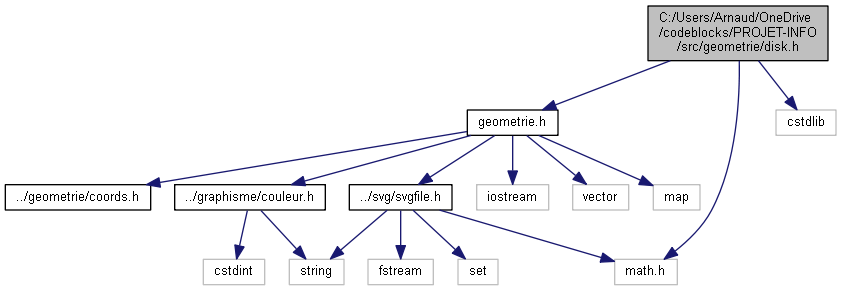 C:/Users/Arnaud/OneDrive
/codeblocks/PROJET-INFO
/src/geometrie/disk.h
geometrie.h
cstdlib
../geometrie/coords.h
../graphisme/couleur.h
../svg/svgfile.h
iostream
vector
map
cstdint
string
fstream
set
math.h